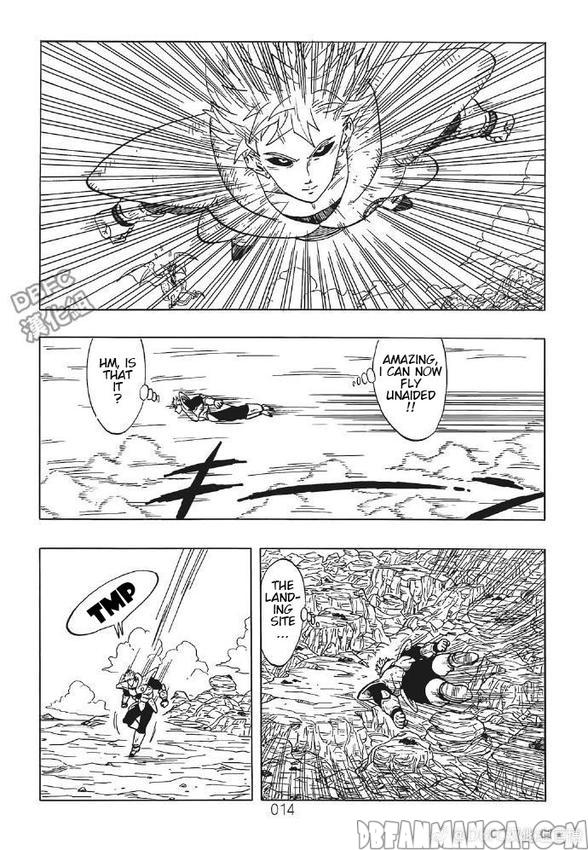 DBFC
漢化組
AMAZING,
I CAN NOW
FLY
UNAIDED
!!
HM, IS
THAT
IT
?
THE
LAND-
ING
SITE
...
TMP
014
DBFANMANGA.COM